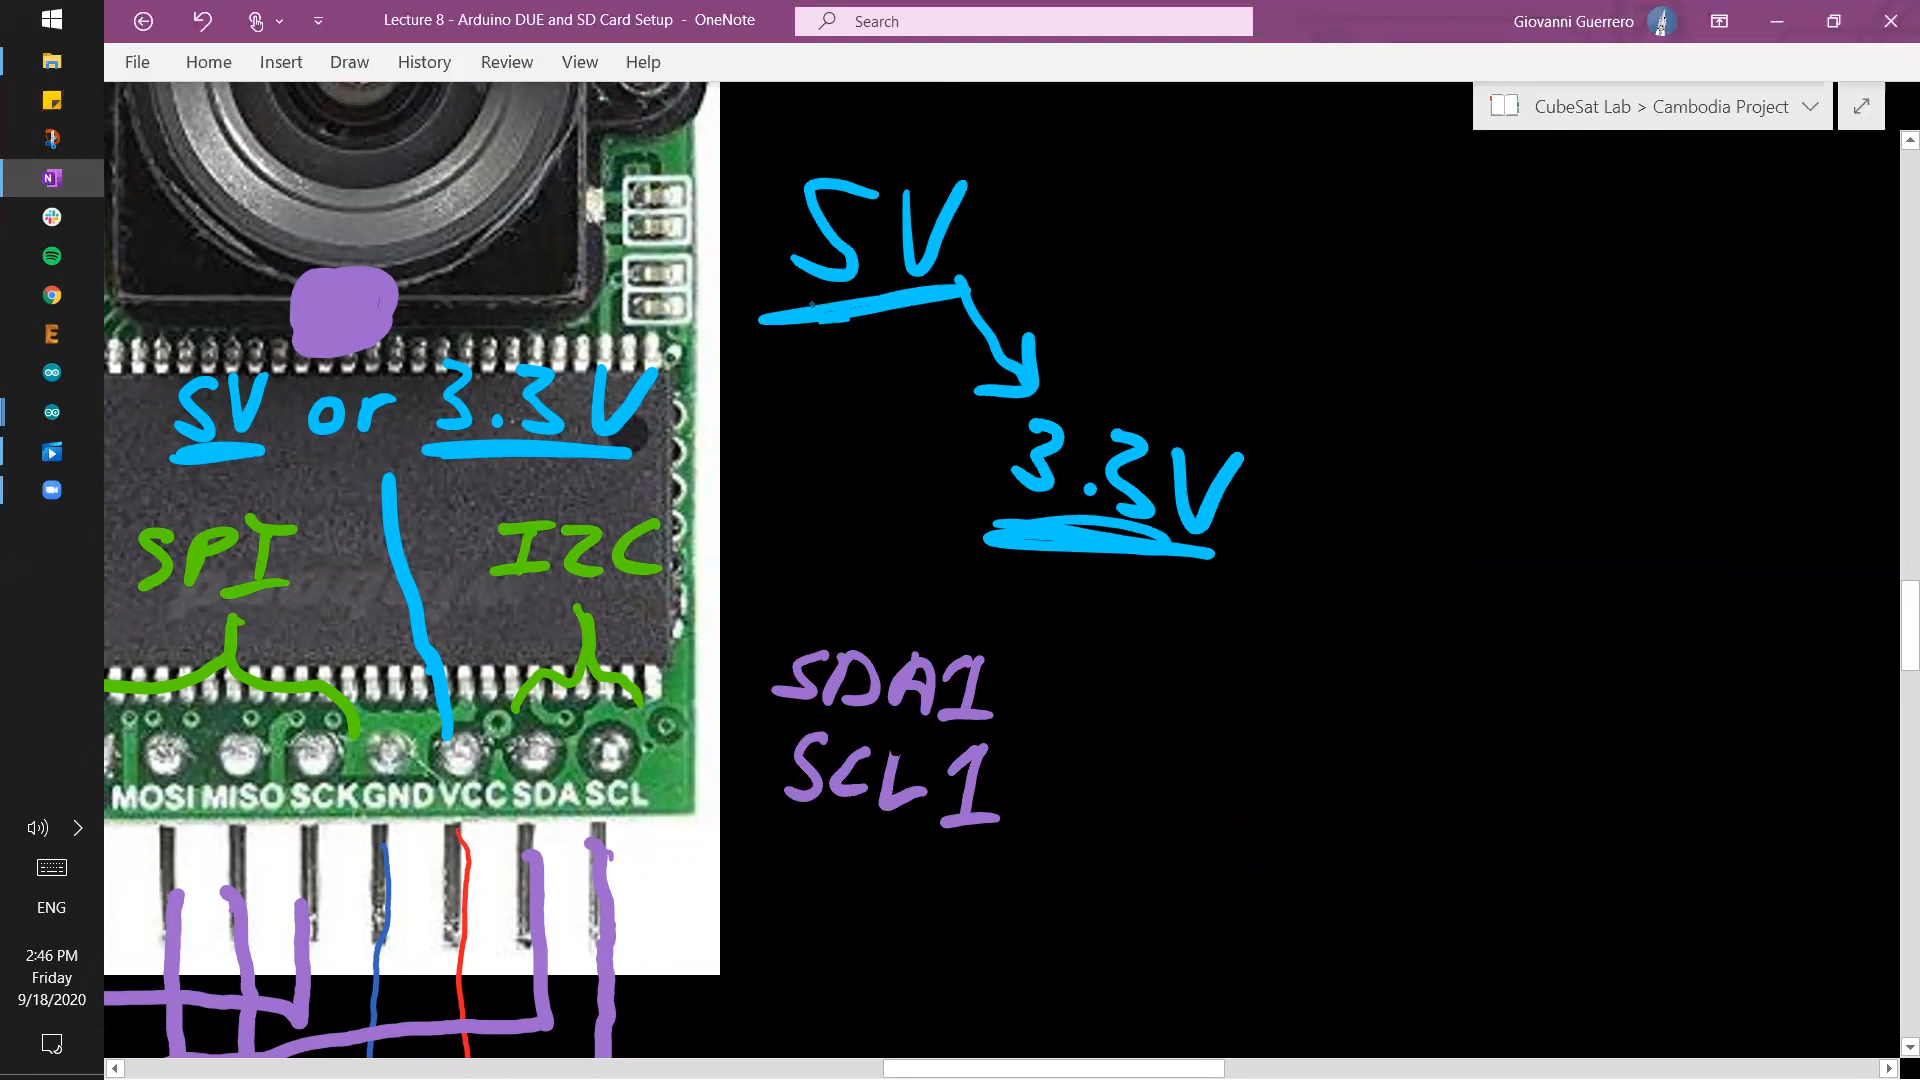 Lecture 8 - Arduino DUE and SD Card Setup - OneNote
Search
Giovanni Guerrero
File Home Insert Draw History Review View Help
CubeSat Lab > Cambodia Project
5V
5V or 3.3V
3.3V
SPI I2C
SDA1
SCL1
MOSI MISO SCK GND VCC SDA SCL
ENG
2:46 PM
Friday
9/18/2020